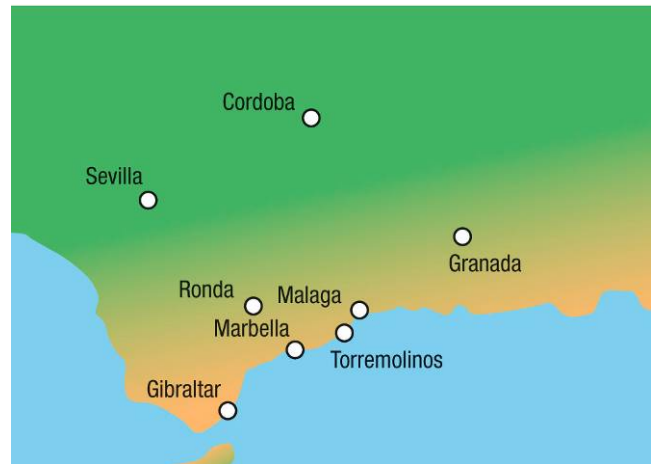 Cordoba
Sevilla
Granada
Ronda
Malaga
Marbella
Torremolinos
Gibraltar